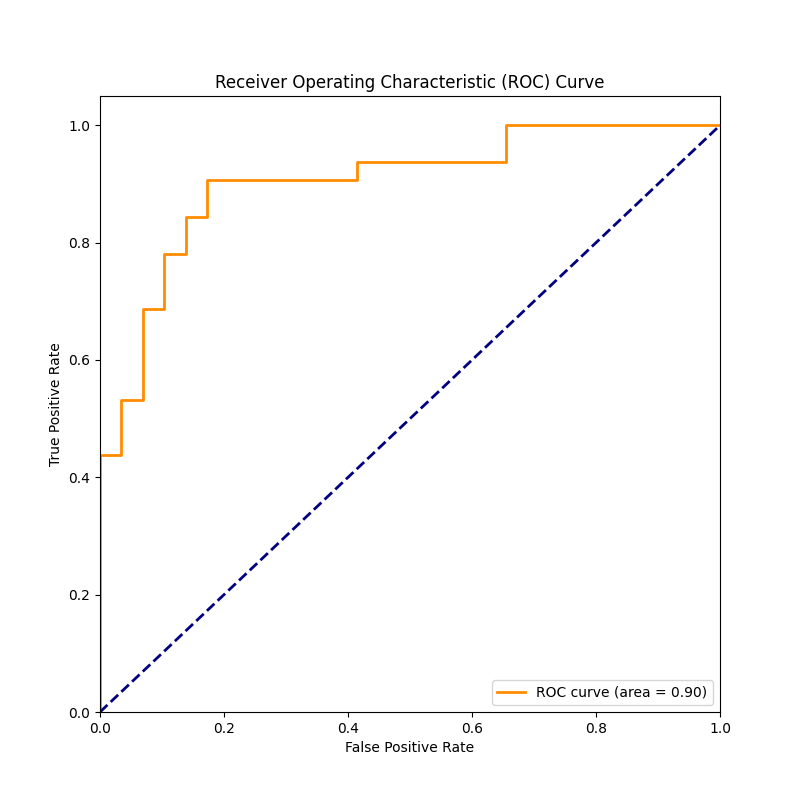 Receiver Operating Characteristic (ROC) Curve
1.0
0.8
0.6
0.4
0.2
0.0
True Positive Rate
ROC curve (area = 0.90)
0.0 0.2 0.4 0.6 0.8 1.0
False Positive Rate